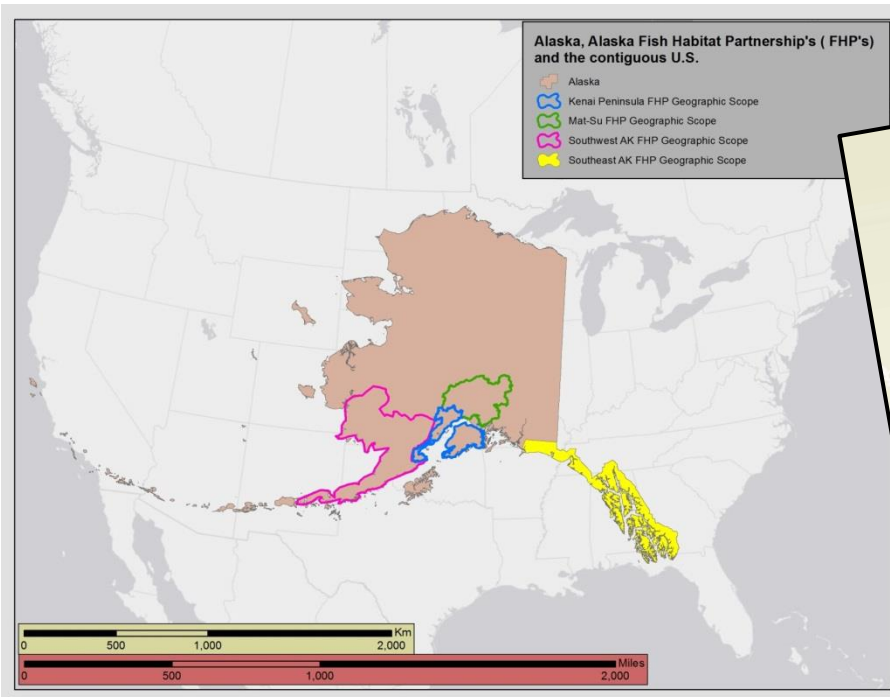 Alaska, Alaska Fish Habitat Partnership's ( FHP's)
and the contiguous U.S.
Alaska
Kenai Peninsula FHP Geographic Scope
Mat-Su FHP Geographic Scope
Southwest AK FHP Geographic Scope
Southeast AK FHP Geographic Scope
Km
0 500 1,000 2,000
Miles
0 500 1,000 2,000